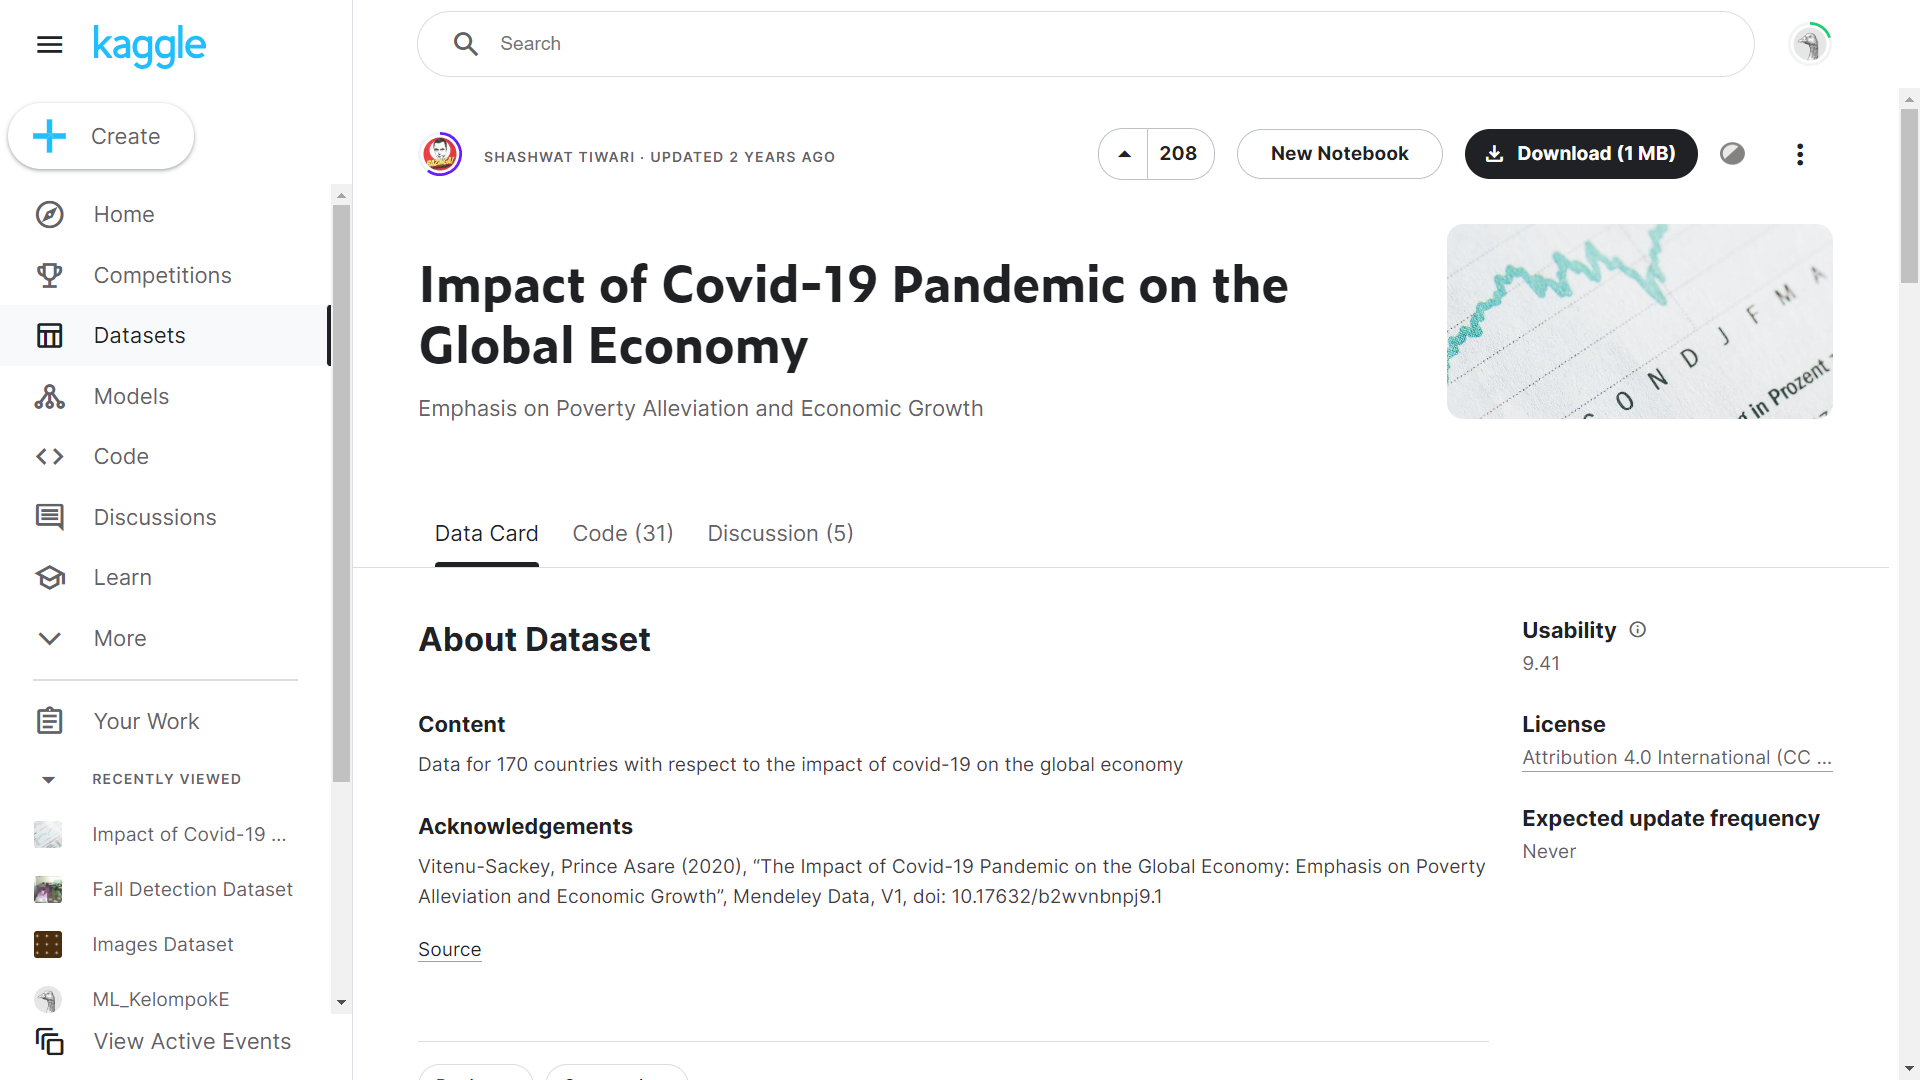 kaggle
Search
Create
Home
Competitions
Datasets
Models
Code
Discussions
Learn
More
Your Work
RECENTLY VIEWED
Impact of Covid-19 ...
Fall Detection Dataset
Images Dataset
ML_KelompokE
View Active Events
SHASHWAT TIWARI · UPDATED 2 YEARS AGO
208
New Notebook
Download (1 MB)
Impact of Covid-19 Pandemic on the
Global Economy
Emphasis on Poverty Alleviation and Economic Growth
O N D J F M A
in Prozent
Data Card
Code (31)
Discussion (5)
About Dataset
Content
Data for 170 countries with respect to the impact of covid-19 on the global economy
Acknowledgements
Vitenu-Sackey, Prince Asare (2020), “The Impact of Covid-19 Pandemic on the Global Economy: Emphasis on Poverty
Alleviation and Economic Growth”, Mendeley Data, V1, doi: 10.17632/b2wvnbnpj9.1
Source
Usability
9.41
License
Attribution 4.0 International (CC ...
Expected update frequency
Never